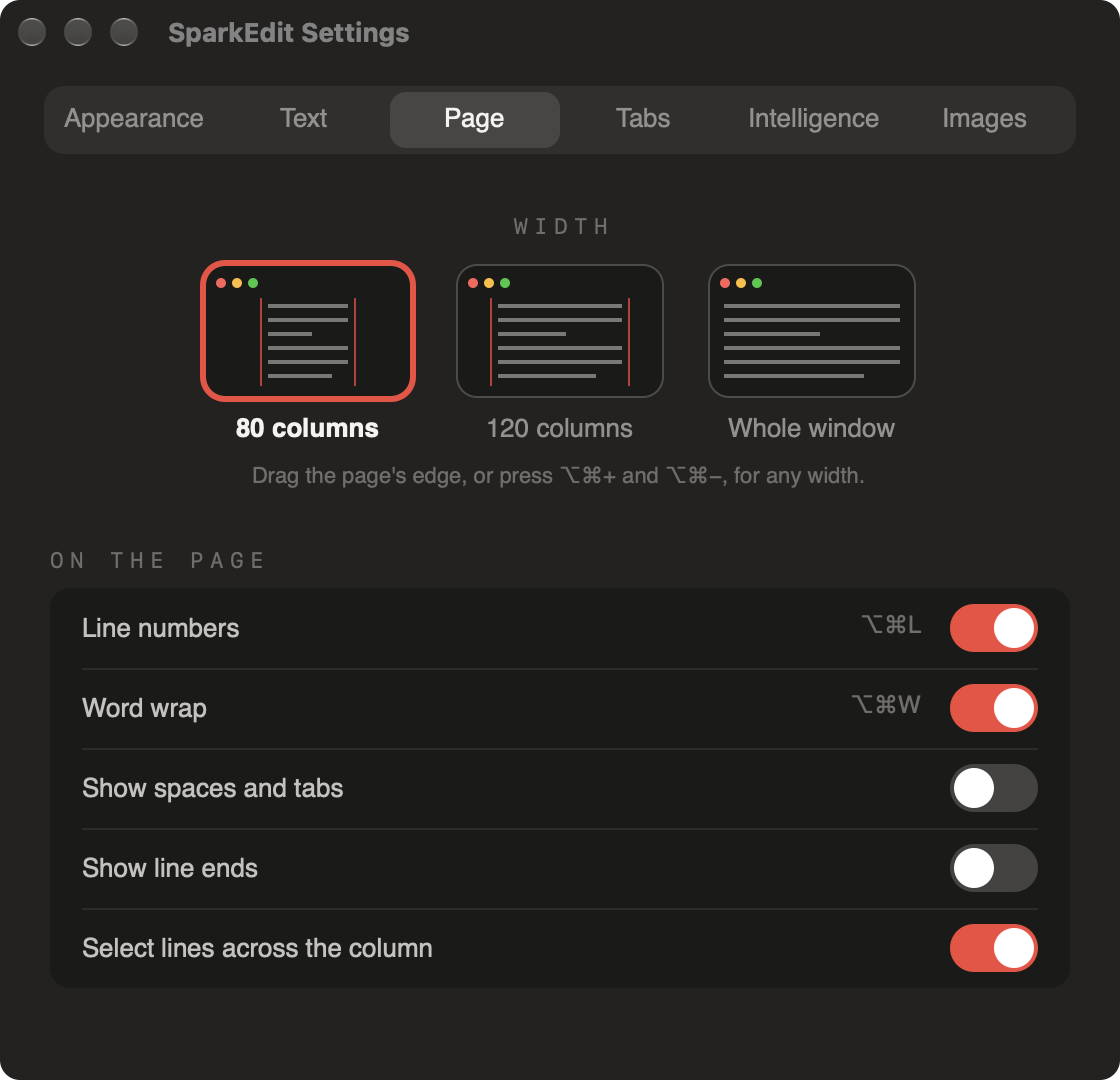 SparkEdit Settings
Appearance Text Page Tabs Intelligence Images
WIDTH
80 columns 120 columns Whole window
Drag the page's edge, or press ⌥⌘+ and ⌥⌘−, for any width.
ON THE PAGE
Line numbers ⌥⌘L
Word wrap ⌥⌘W
Show spaces and tabs
Show line ends
Select lines across the column